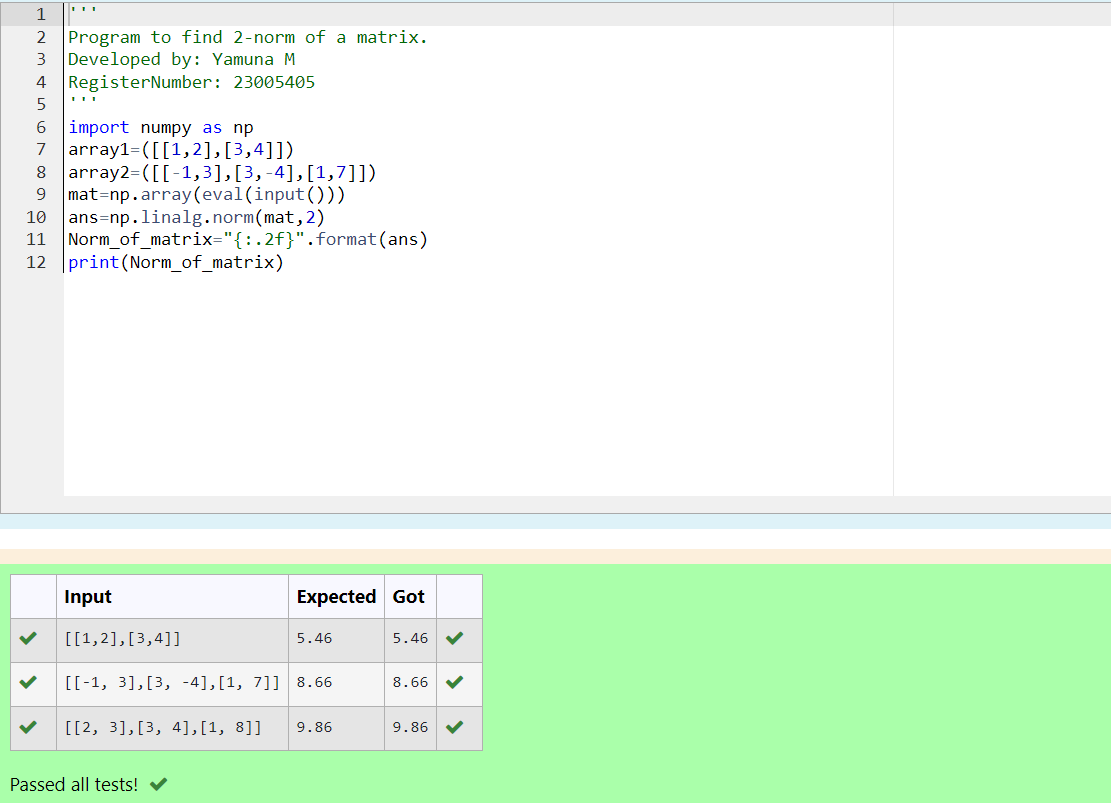 1 '''
2 Program to find 2-norm of a matrix.
3 Developed by: Yamuna M
4 RegisterNumber: 23005405
5 '''
6 import numpy as np
7 array1=([[1,2],[3,4]])
8 array2=([[-1,3],[3,-4],[1,7]])
9 mat=np.array(eval(input()))
10 ans=np.linalg.norm(mat,2)
11 Norm_of_matrix="{:.2f}".format(ans)
12 print(Norm_of_matrix)
Input Expected Got
[[1,2],[3,4]] 5.46 5.46
[[-1, 3],[3, -4],[1, 7]] 8.66 8.66
[[2, 3],[3, 4],[1, 8]] 9.86 9.86
Passed all tests!